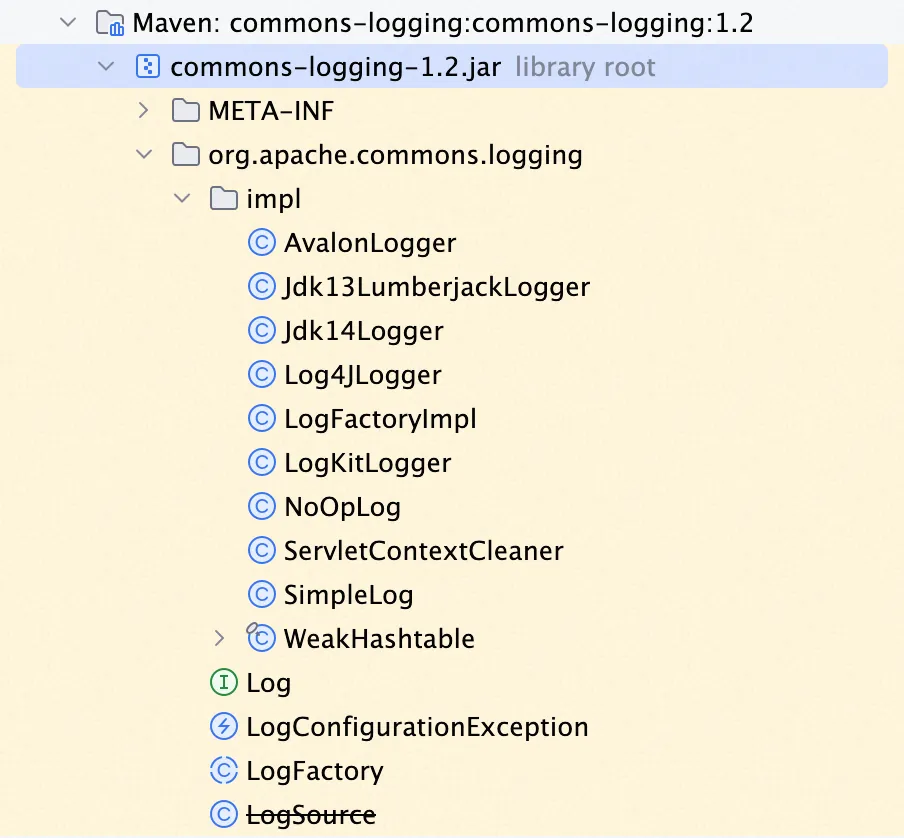 Maven: commons-logging:commons-logging:1.2
commons-logging-1.2.jar library root
META-INF
org.apache.commons.logging
impl
AvalonLogger
Jdk13LumberjackLogger
Jdk14Logger
Log4JLogger
LogFactoryImpl
LogKitLogger
NoOpLog
ServletContextCleaner
SimpleLog
WeakHashtable
Log
LogConfigurationException
LogFactory
LogSource